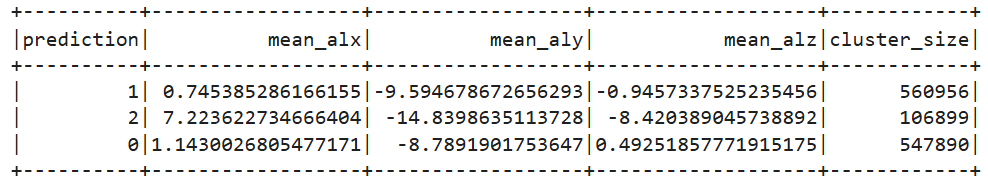 +----------+------------------+------------------+-------------------+------------+
|prediction|          mean_alx|          mean_aly|           mean_alz|cluster_size|
+----------+------------------+------------------+-------------------+------------+
|         1| 0.745385286166155|-9.594678672656293|-0.9457337525235456|      560956|
|         2| 7.223622734666404| -14.8398635113728| -8.420389045738892|      106899|
|         0|1.1430026805477171|  -8.7891901753647|0.49251857771915175|      547890|
+----------+------------------+------------------+-------------------+------------+